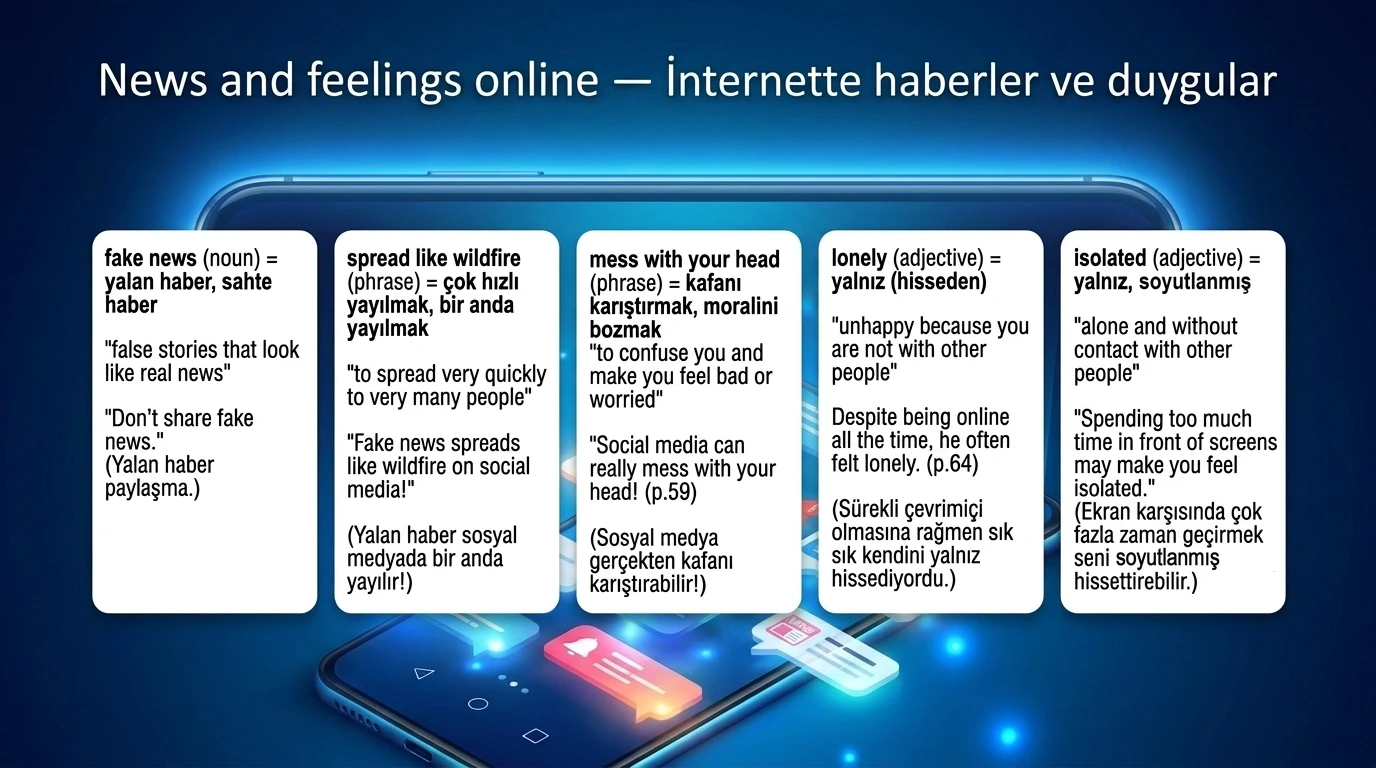 News and feelings online — İnternette haberler ve duygular
fake news (noun) =
yalan haber, sahte
haber
"false stories that look
like real news"
"Don't share fake
news."
(Yalan haber
paylaşma.)
spread like wildfire
(phrase) = çok hızlı
yayılmak, bir anda
yayılmak
"to spread very quickly
to very many people"
"Fake news spreads
like wildfire on social
media!"
(Yalan haber sosyal
medyada bir anda
yayılır!)
mess with your head
(phrase) = kafanı
karıştırmak, moralini
bozmak
"to confuse you and
make you feel bad or
worried"
"Social media can
really mess with your
head! (p.59)
(Sosyal medya
gerçekten kafanı
karıştırabilir!)
lonely (adjective) =
yalnız (hisseden)
"unhappy because you
are not with other
people"
Despite being online
all the time, he often
felt lonely. (p.64)
(Sürekli çevrimiçi
olmasına rağmen sık
sık kendini yalnız
hissediyordu.)
isolated (adjective) =
yalnız, soyutlanmış
"alone and without
contact with other
people"
"Spending too much
time in front of screens
may make you feel
isolated."
(Ekran karşısında çok
fazla zaman geçirmek
seni soyutlanmış
hissettirebilir.)